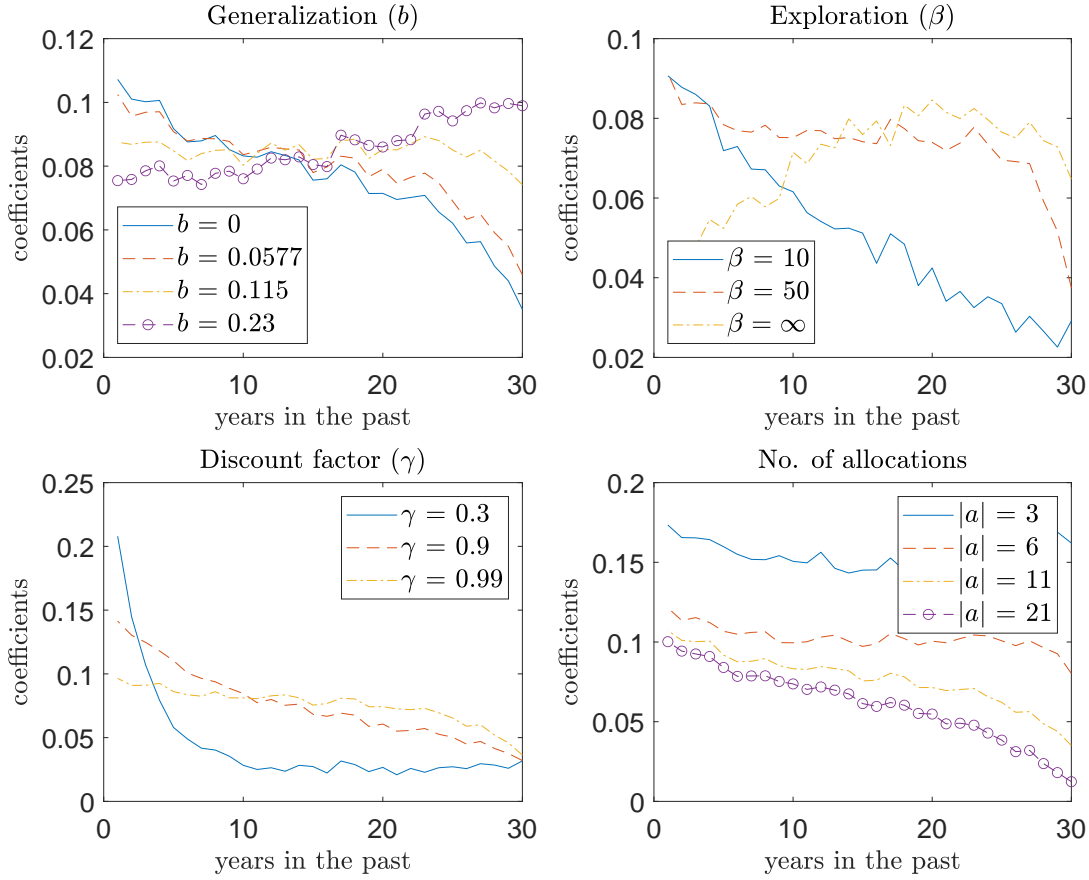 Generalization (b)
0.12
0.1
0.08
0.06
0.04
0.02
coefficients
b = 0
b = 0.0577
b = 0.115
b = 0.23
0
10
20
30
years in the past
Exploration (β)
0.1
0.08
0.06
0.04
0.02
coefficients
β = 10
β = 50
β = ∞
0
10
20
30
years in the past
Discount factor (γ)
0.25
0.2
0.15
0.1
0.05
0
coefficients
γ = 0.3
γ = 0.9
γ = 0.99
0
10
20
30
years in the past
No. of allocations
0.2
0.15
0.1
0.05
0
coefficients
|a| = 3
|a| = 6
|a| = 11
|a| = 21
0
10
20
30
years in the past